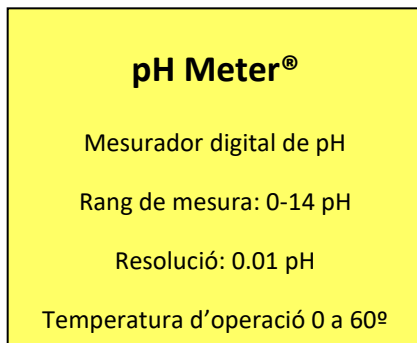 pH Meter®
Mesurador digital de pH
Rang de mesura: 0-14 pH
Resolució: 0.01 pH
Temperatura d’operació 0 a 60º